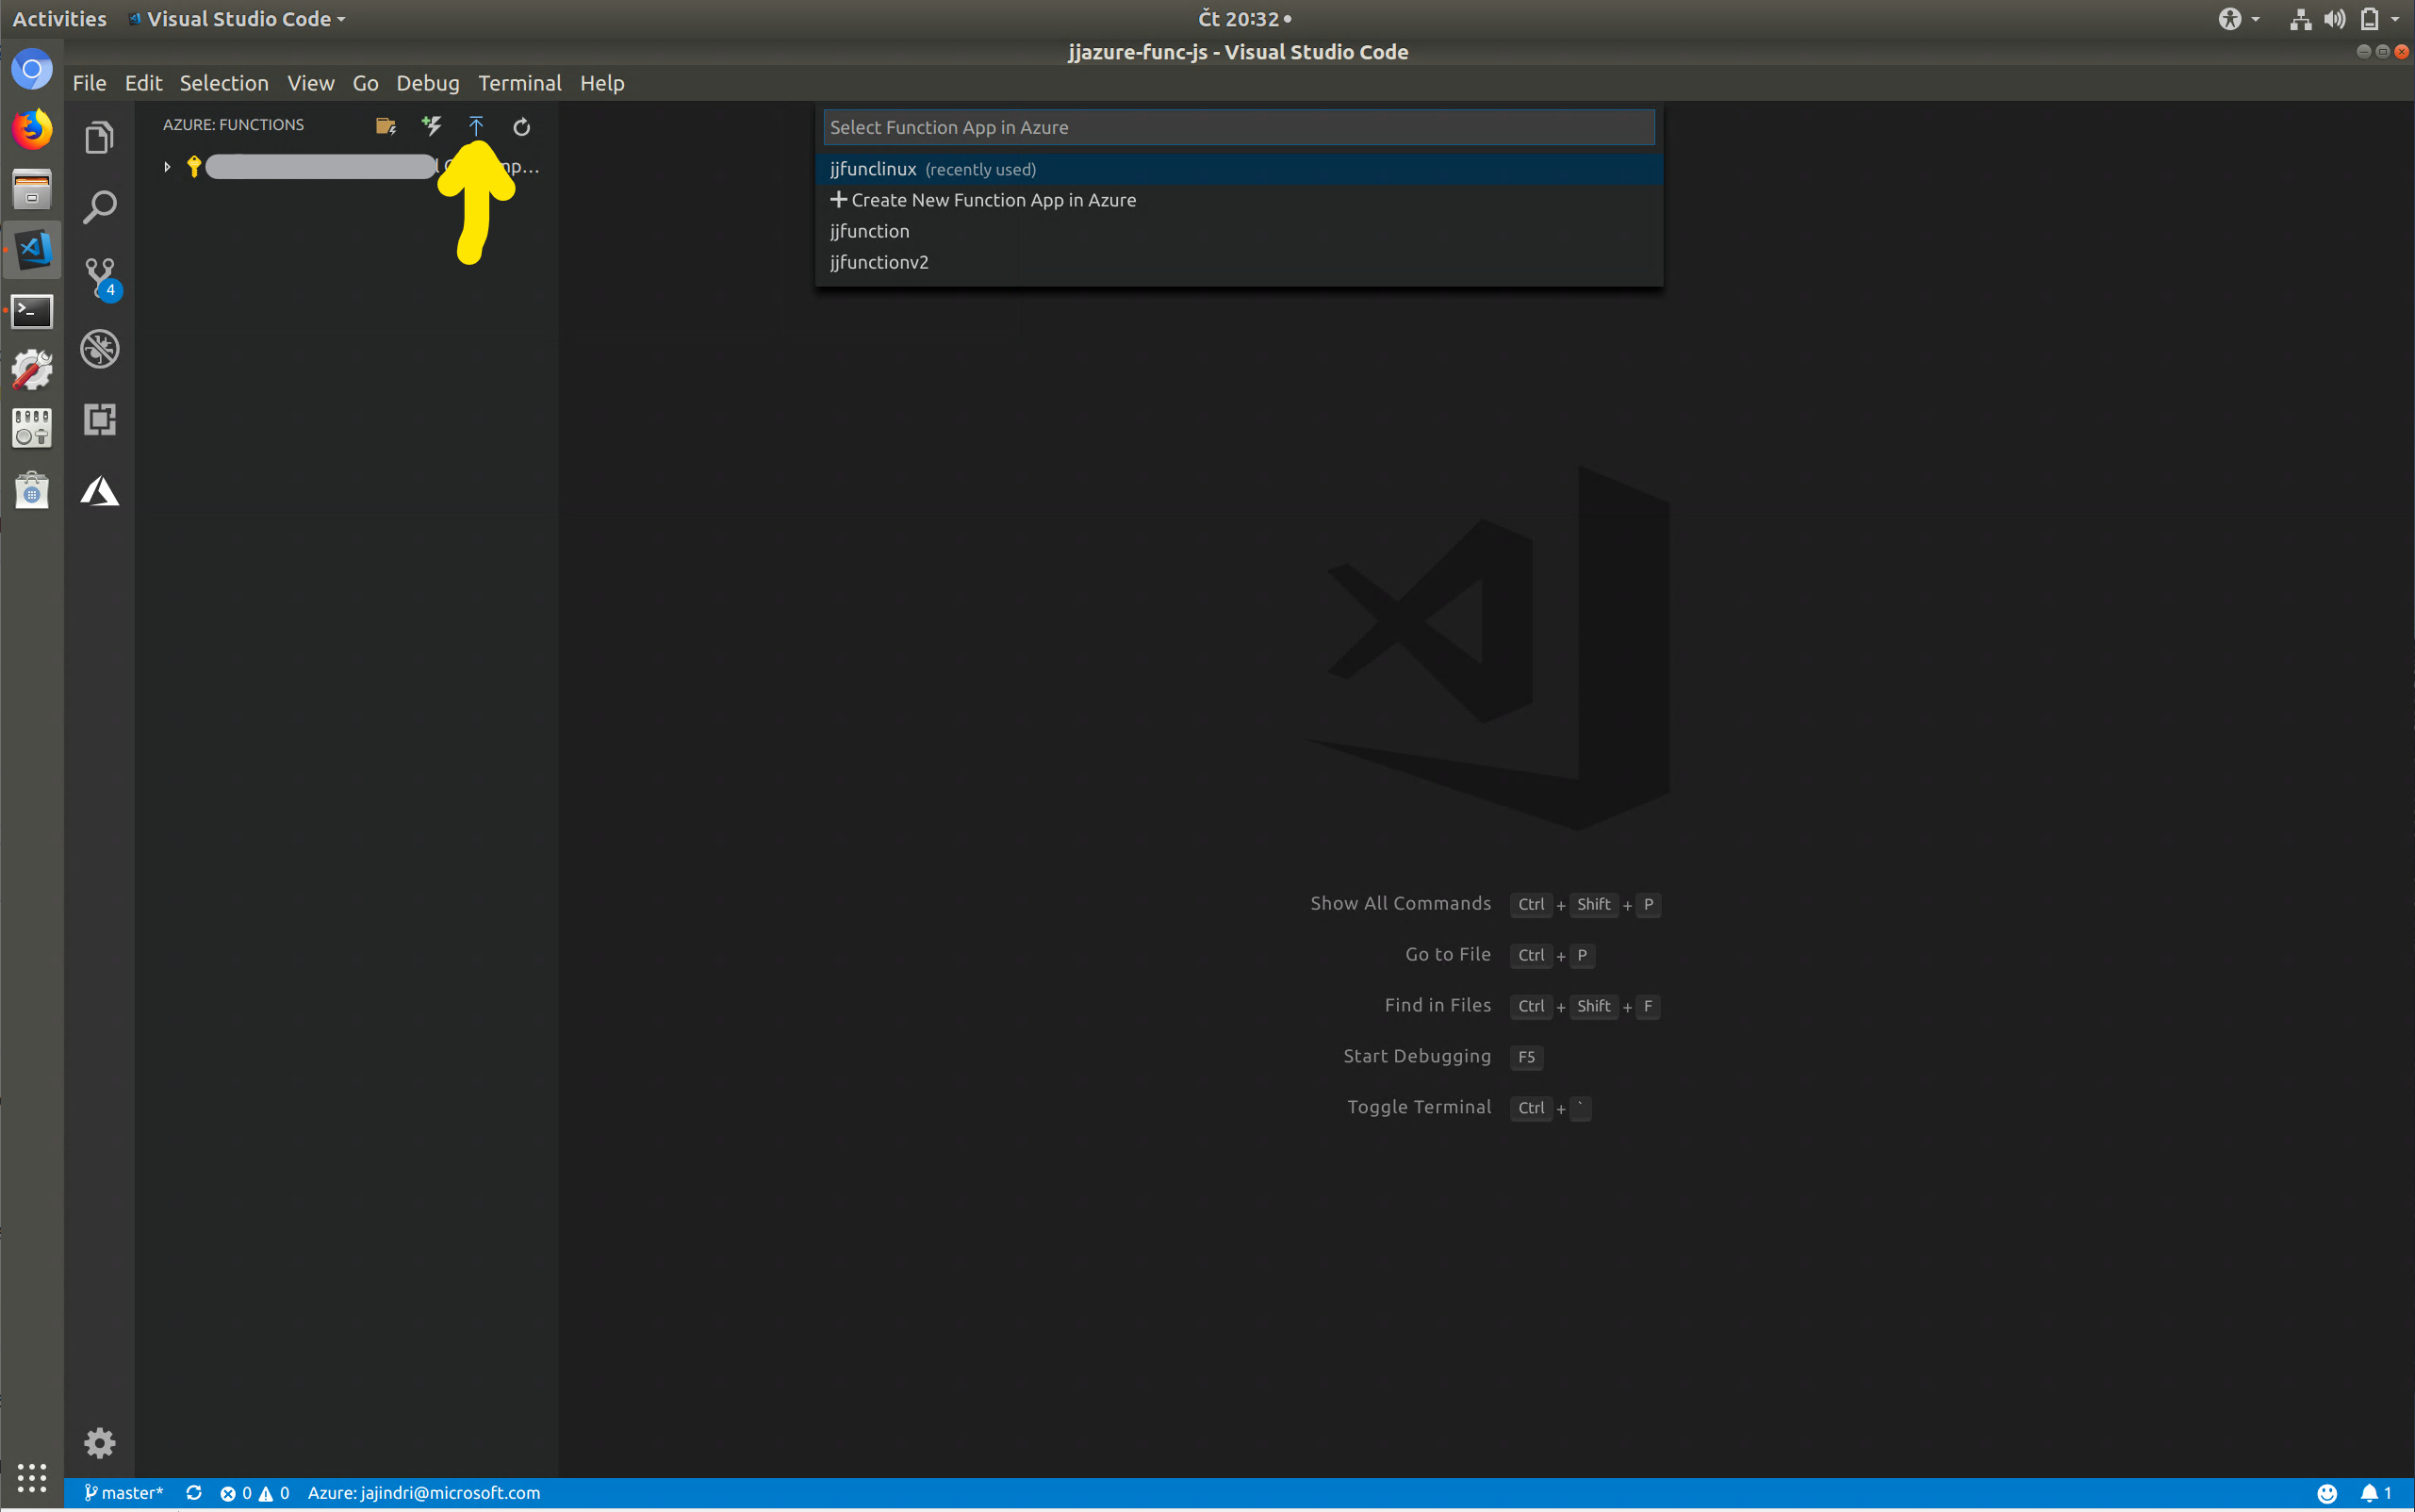 Activities Visual Studio Code Čt 20:32
jjazure-func-js - Visual Studio Code
File Edit Selection View Go Debug Terminal Help
AZURE: FUNCTIONS
Select Function App in Azure
jjfunclinux (recently used)
Create New Function App in Azure
jjfunction
jjfunctionv2
4
Show All Commands Ctrl + Shift + P
Go to File Ctrl + P
Find in Files Ctrl + Shift + F
Start Debugging F5
Toggle Terminal Ctrl + `
master* 0 0 Azure: jajindri@microsoft.com 1